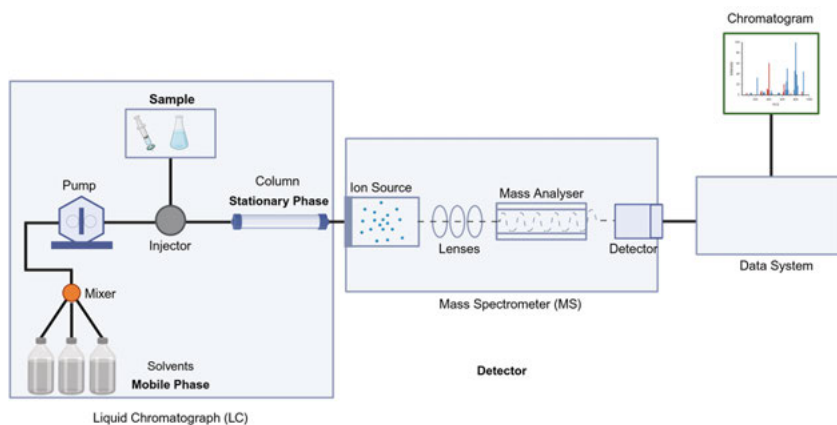 Chromatogram
Sample
Pump
Column
Stationary Phase
Injector
Mixer
Solvents
Mobile Phase
Liquid Chromatograph (LC)
Ion Source
Lenses
Mass Analyser
Detector
Mass Spectrometer (MS)
Detector
Data System